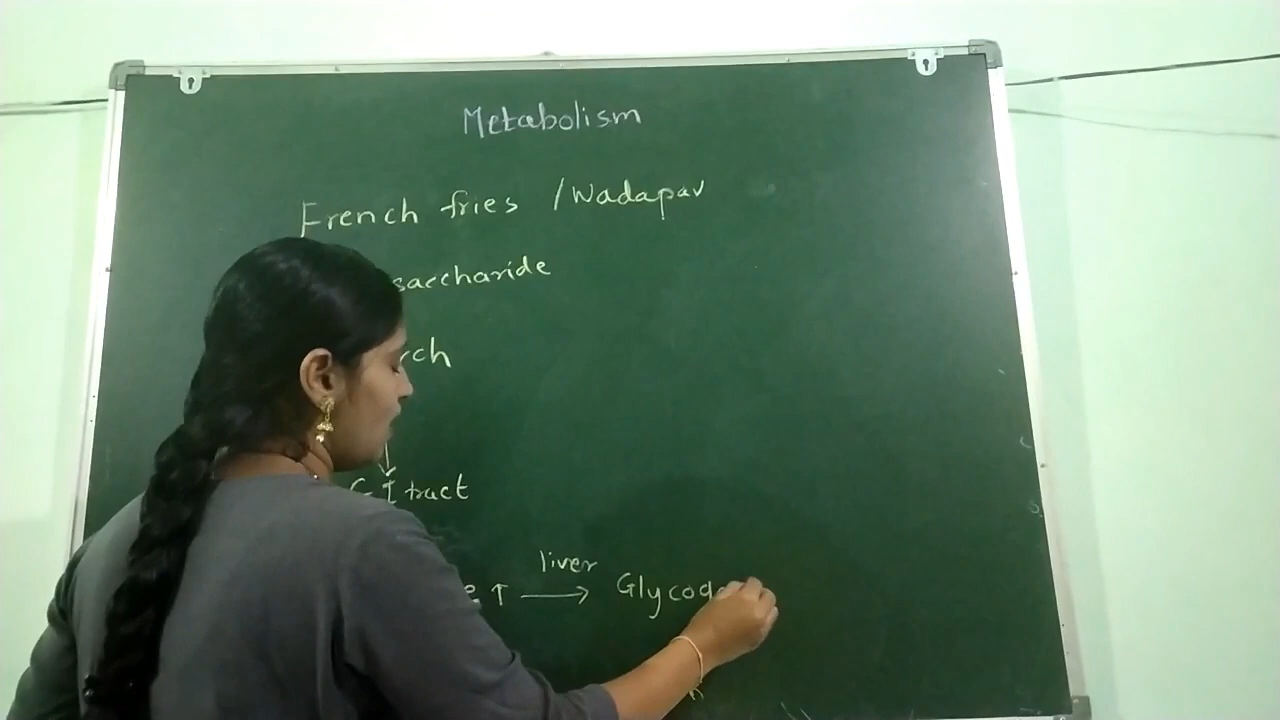 Metabolism
French fries /Wadapav
saccharide
rch
G I tract
liver
e ↑ ⟶ Glycog